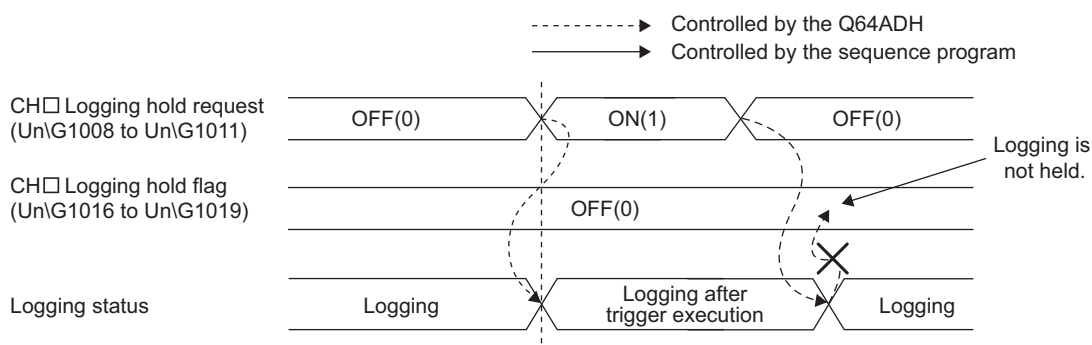 Controlled by the Q64ADH
Controlled by the sequence program
CH□ Logging hold request
(Un\G1008 to Un\G1011)
OFF(0)
ON(1)
OFF(0)
Logging is
not held.
CH□ Logging hold flag
(Un\G1016 to Un\G1019)
OFF(0)
Logging status
Logging
Logging after
trigger execution
Logging